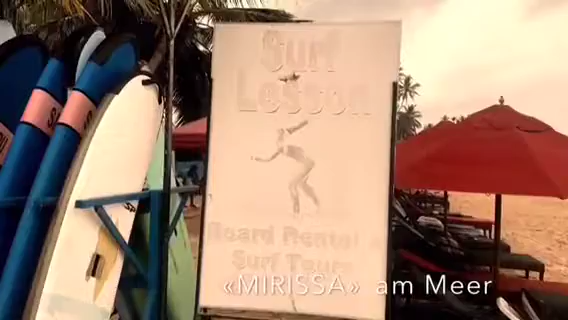 Surf
Lesson
Board Rental &
Surf Tours
«MIRISSA» am Meer